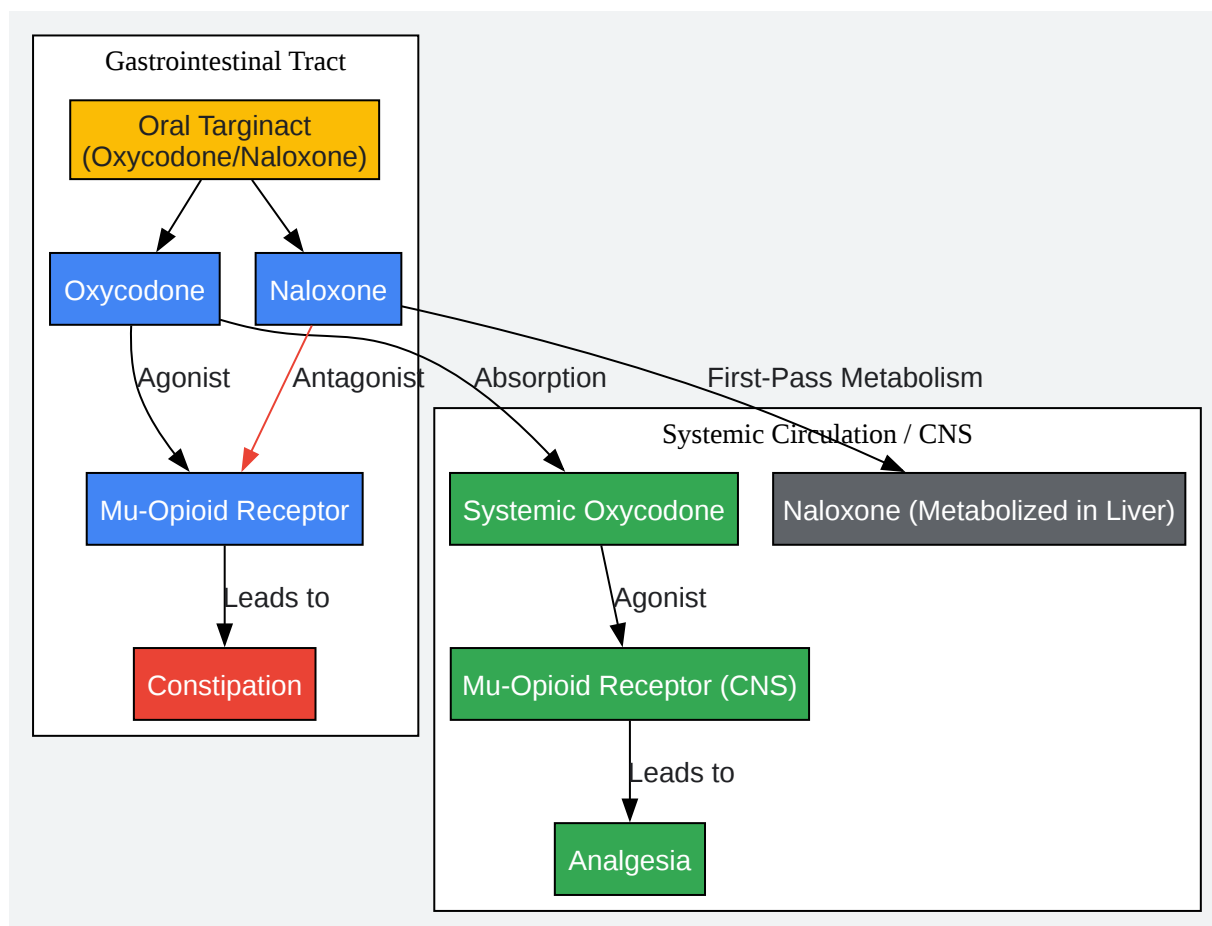 Gastrointestinal Tract
Oral Targinact
(Oxycodone/Naloxone)
Oxycodone
Naloxone
Agonist
Antagonist
Absorption
First-Pass Metabolism
Systemic Circulation / CNS
Mu-Opioid Receptor
Systemic Oxycodone
Naloxone (Metabolized in Liver)
Leads to
Agonist
Constipation
Mu-Opioid Receptor (CNS)
Leads to
Analgesia